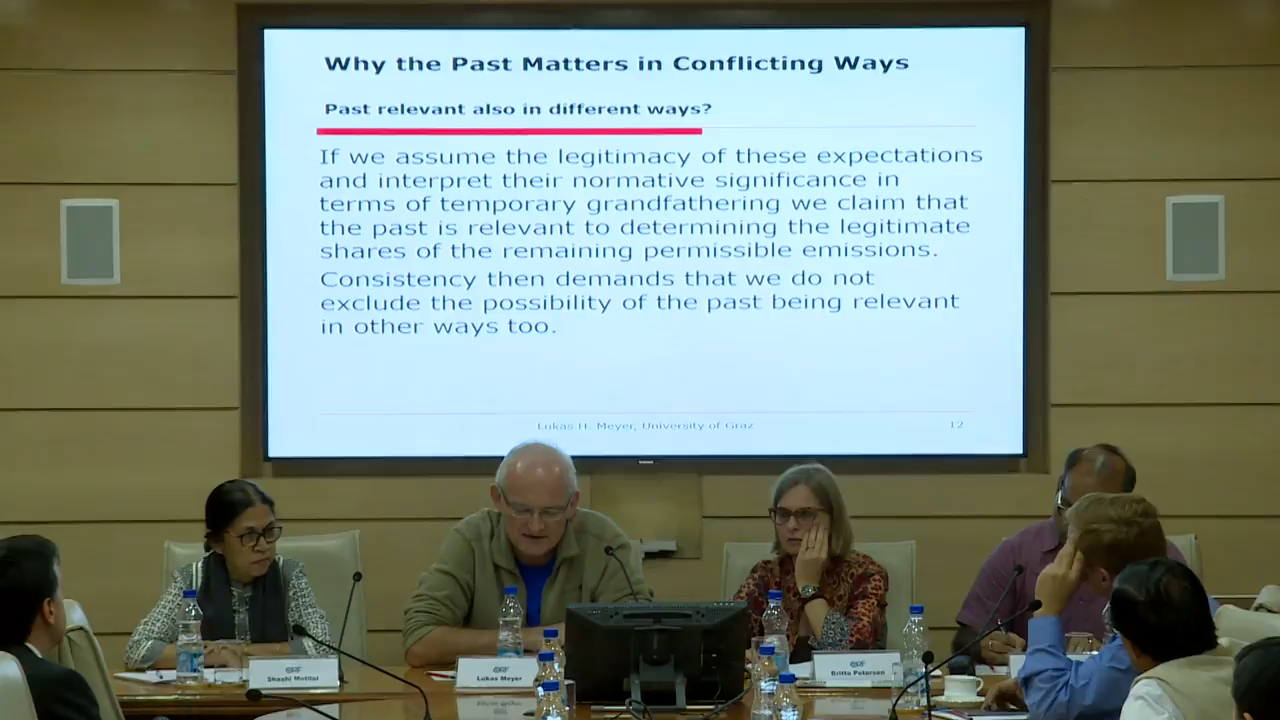 Why the Past Matters in Conflicting Ways
Past relevant also in different ways?
If we assume the legitimacy of these expectations
and interpret their normative significance in
terms of temporary grandfathering we claim that
the past is relevant to determining the legitimate
shares of the remaining permissible emissions.
Consistency then demands that we do not
exclude the possibility of the past being relevant
in other ways too.
Lukas H. Meyer, University of Graz
12
ORF
Shashi Motilal
ORF
Lukas Meyer
ORF
Britta Petersen